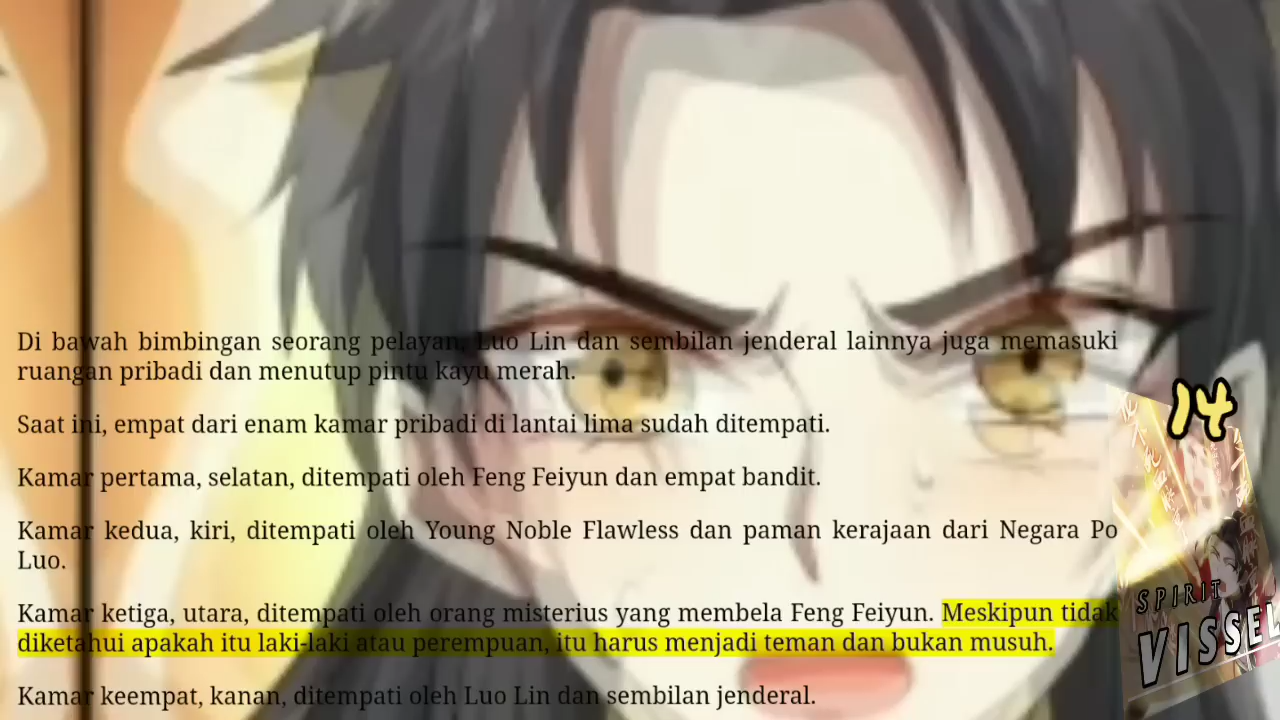 Di bawah bimbingan seorang pelayan, Luo Lin dan sembilan jenderal lainnya juga memasuki
ruangan pribadi dan menutup pintu kayu merah.
Saat ini, empat dari enam kamar pribadi di lantai lima sudah ditempati.
Kamar pertama, selatan, ditempati oleh Feng Feiyun dan empat bandit.
Kamar kedua, kiri, ditempati oleh Young Noble Flawless dan paman kerajaan dari Negara Po
Luo.
Kamar ketiga, utara, ditempati oleh orang misterius yang membela Feng Feiyun. Meskipun tidak
diketahui apakah itu laki-laki atau perempuan, itu harus menjadi teman dan bukan musuh.
Kamar keempat, kanan, ditempati oleh Luo Lin dan sembilan jenderal.
14
SPIRIT
VISSEL